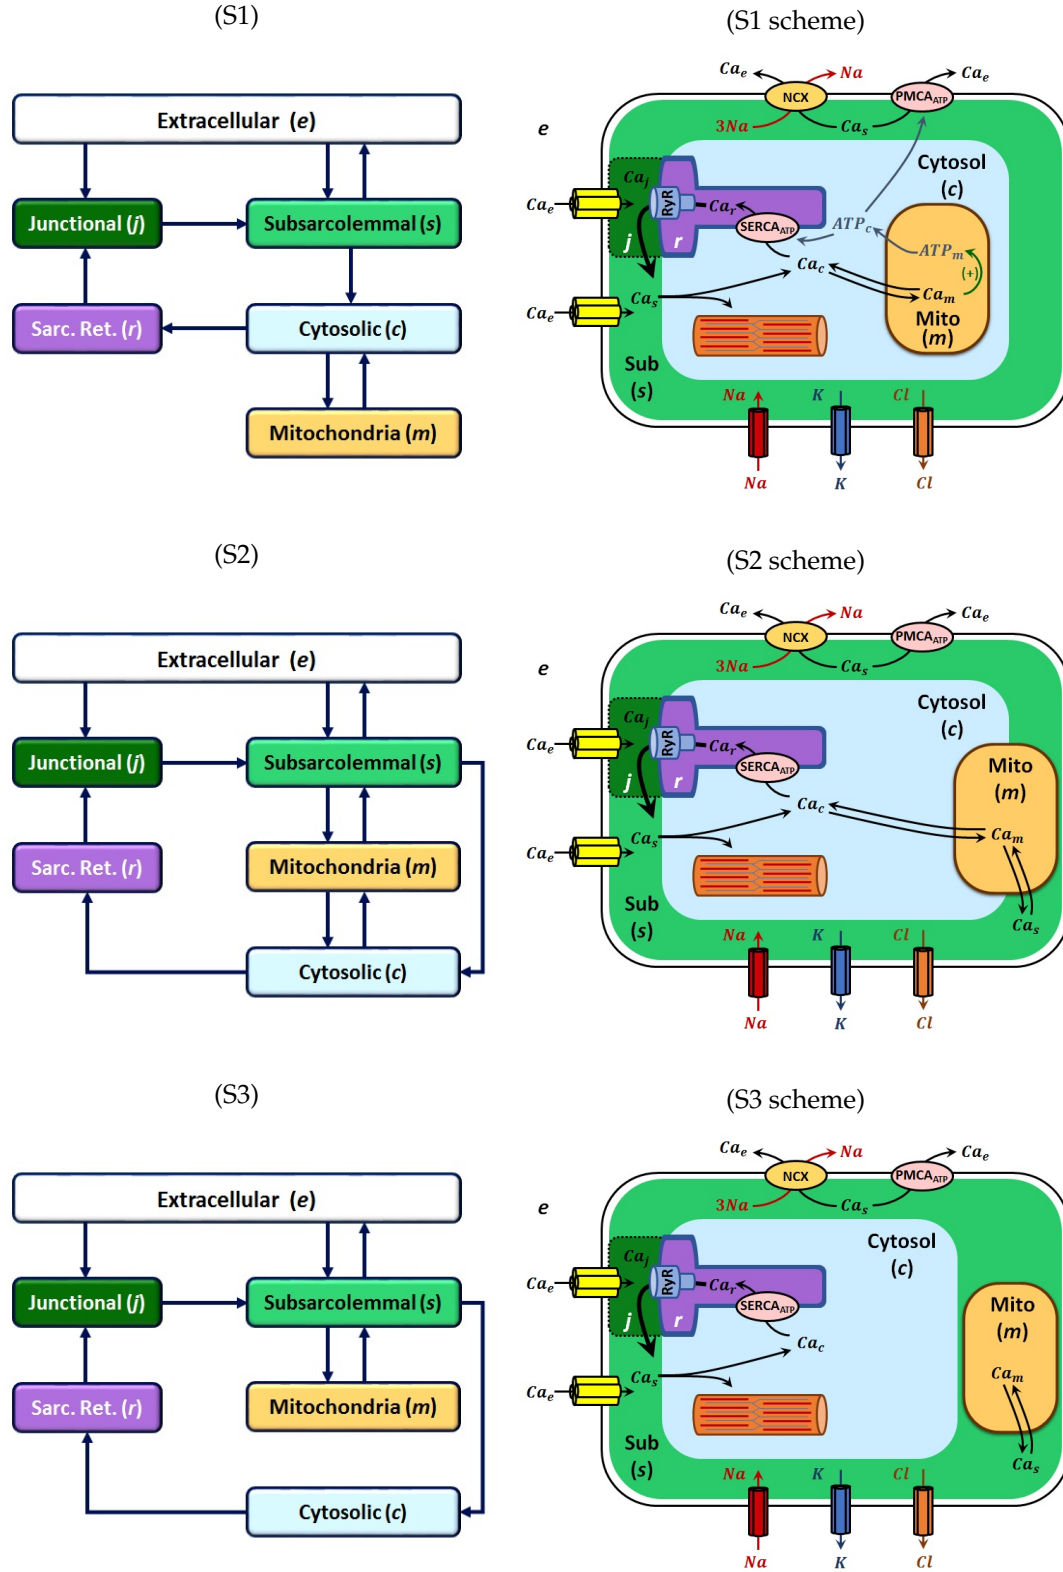 (S1)
Extracellular (e)
Junctional (j)
Subsarcolemmal (s)
Sarc. Ret. (r)
Cytosolic (c)
Mitochondria (m)
(S1 scheme)
Ca_e
Na
Ca_e
NCX
PMCA_ATP
e
3Na
Ca_s
Cytosol
(c)
Ca_j
RyR
Ca_r
Ca_e
j
r
SERCA_ATP
ATP_c
ATP_m
(+)
Ca_c
Ca_m
Ca_e
Ca_s
Mito
(m)
Sub
(s)
Na
K
Cl
Na
K
Cl
(S2)
Extracellular (e)
Junctional (j)
Subsarcolemmal (s)
Sarc. Ret. (r)
Mitochondria (m)
Cytosolic (c)
(S2 scheme)
Ca_e
Na
Ca_e
NCX
PMCA_ATP
e
3Na
Ca_s
Cytosol
(c)
Ca_j
RyR
Ca_r
Ca_e
j
r
SERCA_ATP
Mito
(m)
Ca_c
Ca_m
Ca_e
Ca_s
Sub
(s)
Ca_s
Na
K
Cl
Na
K
Cl
(S3)
Extracellular (e)
Junctional (j)
Subsarcolemmal (s)
Sarc. Ret. (r)
Mitochondria (m)
Cytosolic (c)
(S3 scheme)
Ca_e
Na
Ca_e
NCX
PMCA_ATP
e
3Na
Ca_s
Cytosol
(c)
Ca_j
RyR
Ca_r
Ca_e
j
r
SERCA_ATP
Mito
(m)
Ca_c
Ca_m
Ca_e
Ca_s
Sub
(s)
Ca_s
Na
K
Cl
Na
K
Cl